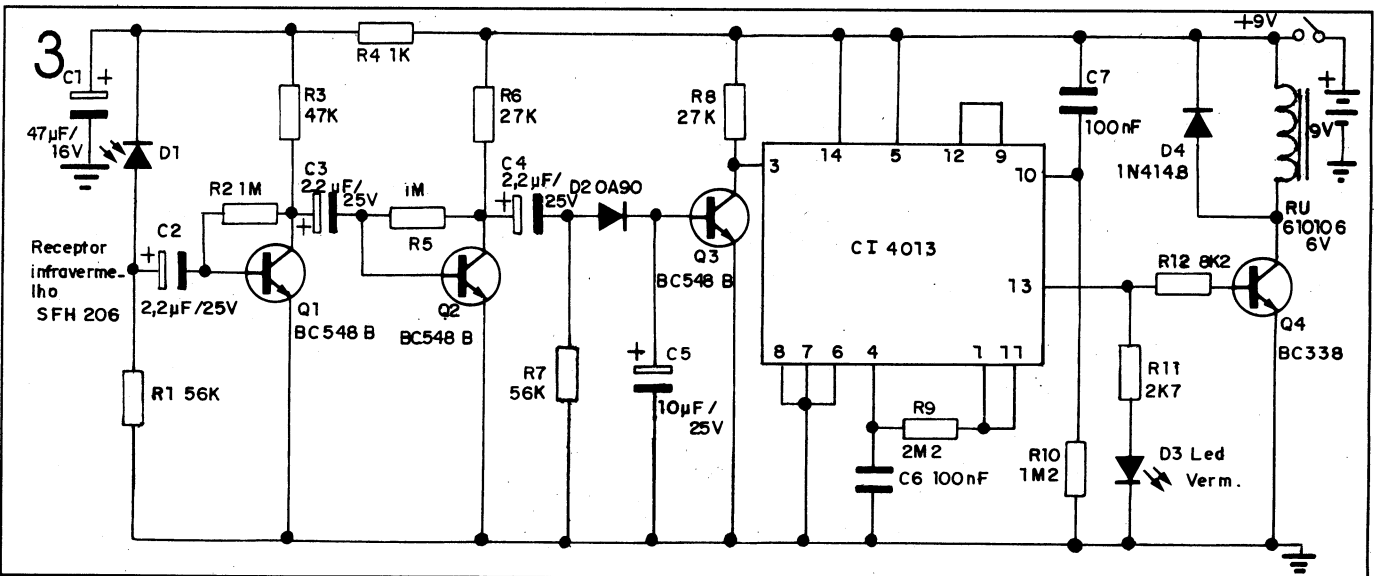 3
C1 +
47µF/
16V
D1
Receptor
infraverme-
lho
SFH 206
R1 56K
+
C2
2,2µF/25V
R2 1M
R3
47K
R4 1K
C3
2,2µF/
25V
+
Q1
BC548 B
1M
R5
R6
27K
Q2
BC548 B
C4
2,2µF/
25V
+
D2 OA90
R7
56K
+
C5
10µF/
25V
R8
27K
Q3
BC548 B
3
14
5
12
9
10
CI 4013
13
8
7
6
4
1
11
R9
2M2
C6 100nF
C7
100nF
R10
1M2
R11
2K7
D3 Led
Verm.
R12 8K2
D4
1N4148
+9V
+
9V
RU
610106
6V
Q4
BC338